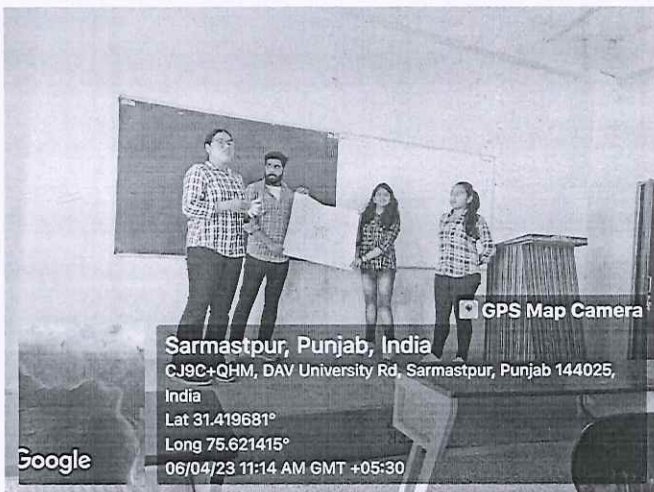 GPS Map Camera
Sarmastpur, Punjab, India
CJ9C+QHM, DAV University Rd, Sarmastpur, Punjab 144025,
India
Lat 31.419681°
Long 75.621415°
06/04/23 11:14 AM GMT +05:30
Google